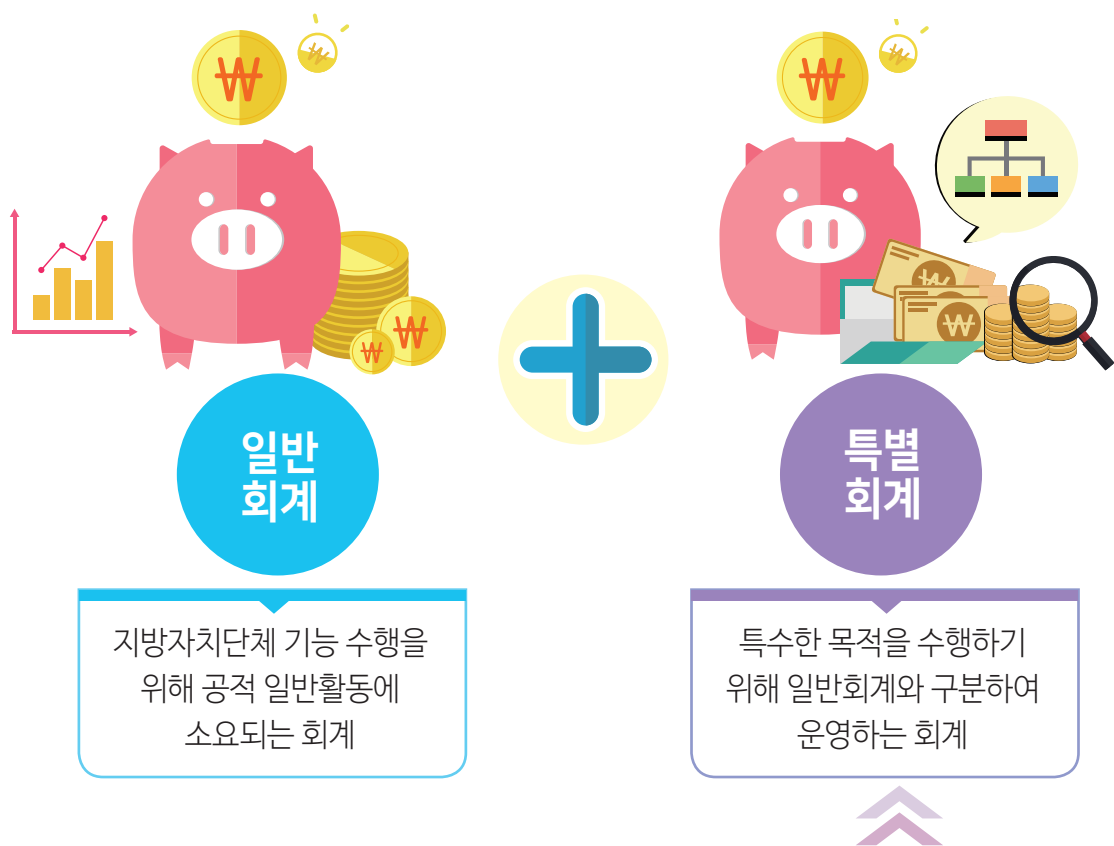 ₩
₩
₩
₩
₩
₩
₩
₩
일반
회계
특별
회계
지방자치단체 기능 수행을
위해 공적 일반활동에
소요되는 회계
특수한 목적을 수행하기
위해 일반회계와 구분하여
운영하는 회계